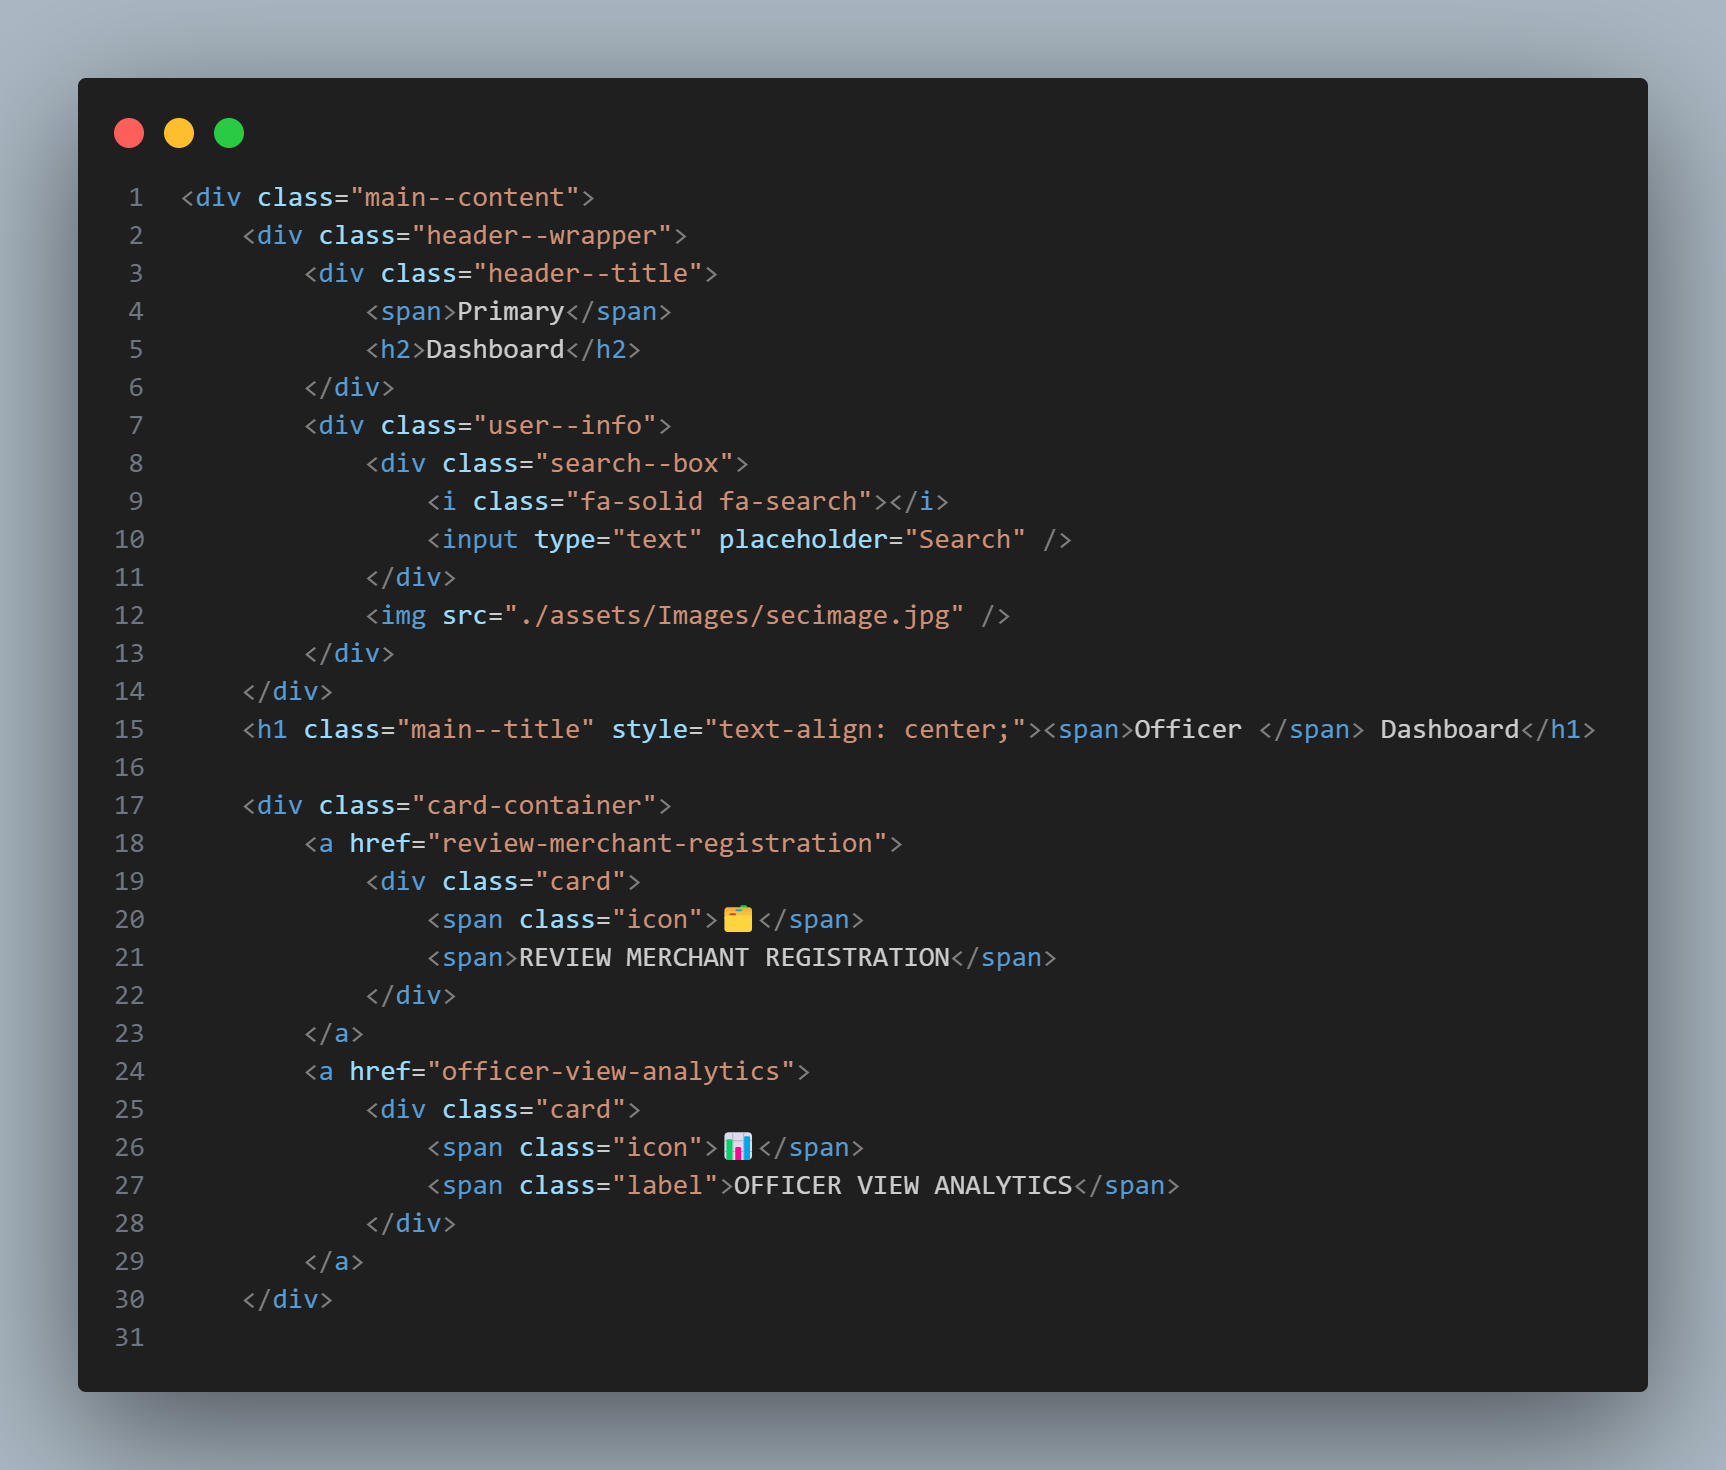 1 <div class="main--content">
2     <div class="header--wrapper">
3         <div class="header--title">
4             <span>Primary</span>
5             <h2>Dashboard</h2>
6         </div>
7         <div class="user--info">
8             <div class="search--box">
9                 <i class="fa-solid fa-search"></i>
10                 <input type="text" placeholder="Search" />
11             </div>
12             <img src="./assets/Images/secimage.jpg" />
13         </div>
14     </div>
15     <h1 class="main--title" style="text-align: center;"><span>Officer </span> Dashboard</h1>
16
17     <div class="card-container">
18         <a href="review-merchant-registration">
19             <div class="card">
20                 <span class="icon">🗂️</span>
21                 <span>REVIEW MERCHANT REGISTRATION</span>
22             </div>
23         </a>
24         <a href="officer-view-analytics">
25             <div class="card">
26                 <span class="icon">📊</span>
27                 <span class="label">OFFICER VIEW ANALYTICS</span>
28             </div>
29         </a>
30     </div>
31